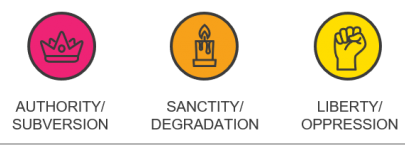 AUTHORITY/
SUBVERSION
SANCTITY/
DEGRADATION
LIBERTY/
OPPRESSION